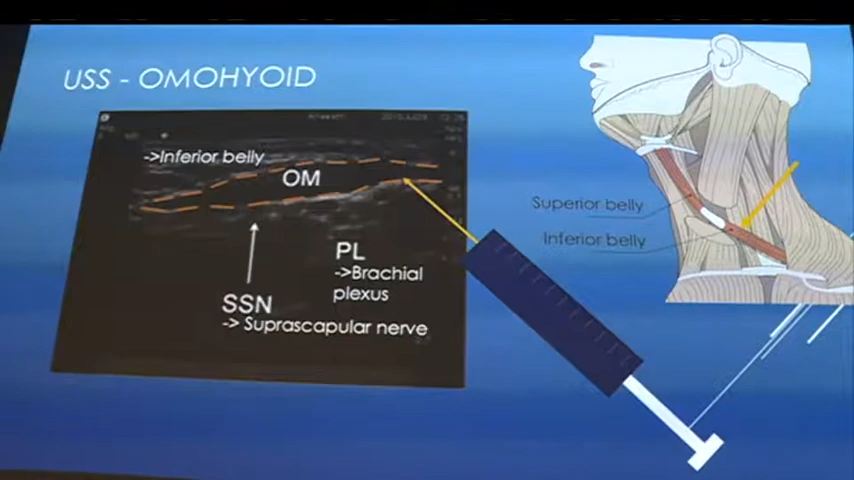 USS - OMOHYOID
->Inferior belly
OM
PL
->Brachial
plexus
SSN
-> Suprascapular nerve
Superior belly
Inferior belly